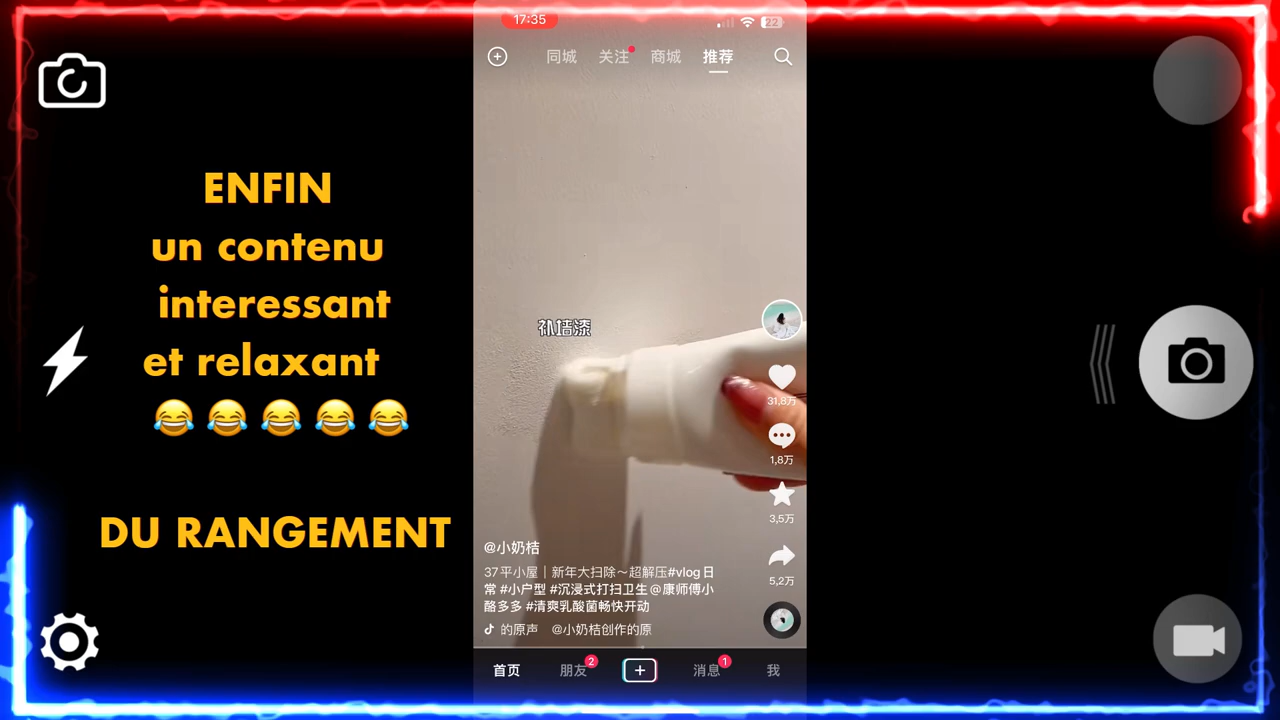 17:35
22
同城
关注
商城
推荐
ENFIN
un contenu
interessant
et relaxant
😂😂😂😂😂
DU RANGEMENT
补墙漆
31,8万
1,8万
3,5万
5,2万
@小奶桔
37平小屋｜新年大扫除～超解压#vlog日
常 #小户型 #沉浸式打扫卫生@康师傅小
酪多多 #清爽乳酸菌畅快开动
的原声 @小奶桔创作的原
首页
朋友
2
消息
1
我